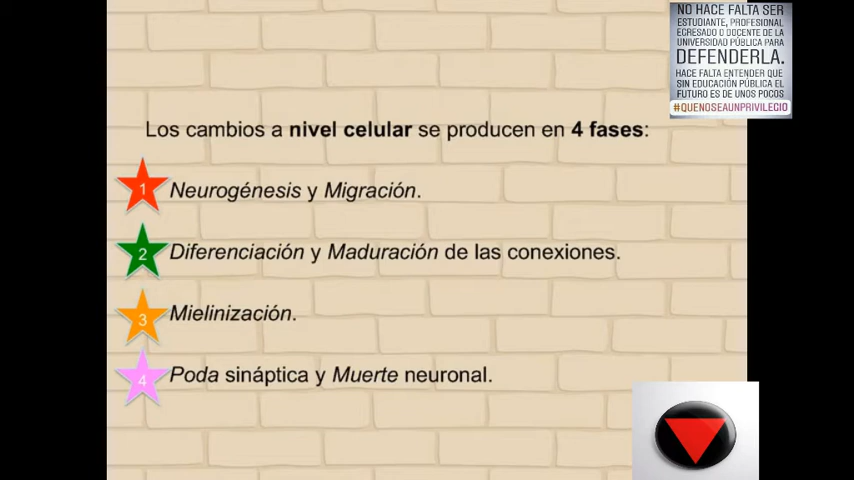 NO HACE FALTA SER
ESTUDIANTE, PROFESIONAL
EGRESADO O DOCENTE DE LA
UNIVERSIDAD PÚBLICA PARA
DEFENDERLA.
HACE FALTA ENTENDER QUE
SIN EDUCACIÓN PÚBLICA EL
FUTURO ES DE UNOS POCOS
#QUENOSEAUNPRIVILEGIO
Los cambios a nivel celular se producen en 4 fases:
1 Neurogénesis y Migración.
2 Diferenciación y Maduración de las conexiones.
3 Mielinización.
4 Poda sináptica y Muerte neuronal.